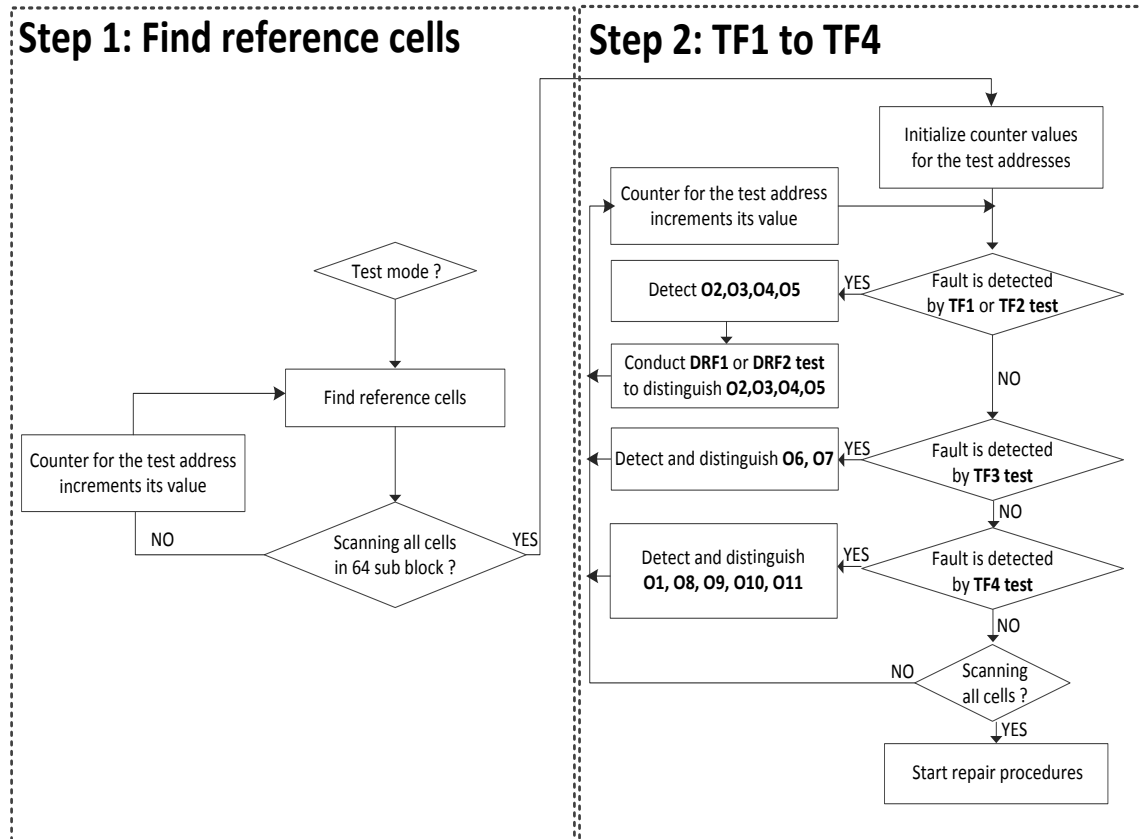 Step 1: Find reference cells
Test mode ?
Find reference cells
Counter for the test address
increments its value
NO
Scanning all cells
in 64 sub block ?
YES
Step 2: TF1 to TF4
Initialize counter values
for the test addresses
Counter for the test address
increments its value
Fault is detected
by TF1 or TF2 test
YES
Detect O2,O3,O4,O5
Conduct DRF1 or DRF2 test
to distinguish O2,O3,O4,O5
NO
Fault is detected
by TF3 test
YES
Detect and distinguish O6, O7
NO
Fault is detected
by TF4 test
YES
Detect and distinguish
O1, O8, O9, O10, O11
NO
Scanning
all cells ?
NO
YES
Start repair procedures